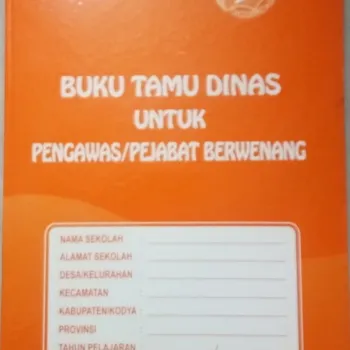 BUKU TAMU DINAS
UNTUK
PENGAWAS/PEJABAT BERWENANG
NAMA SEKOLAH :
ALAMAT SEKOLAH :
DESA/KELURAHAN :
KECAMATAN :
KABUPATEN/KODYA :
PROVINSI :
TAHUN PELAJARAN :